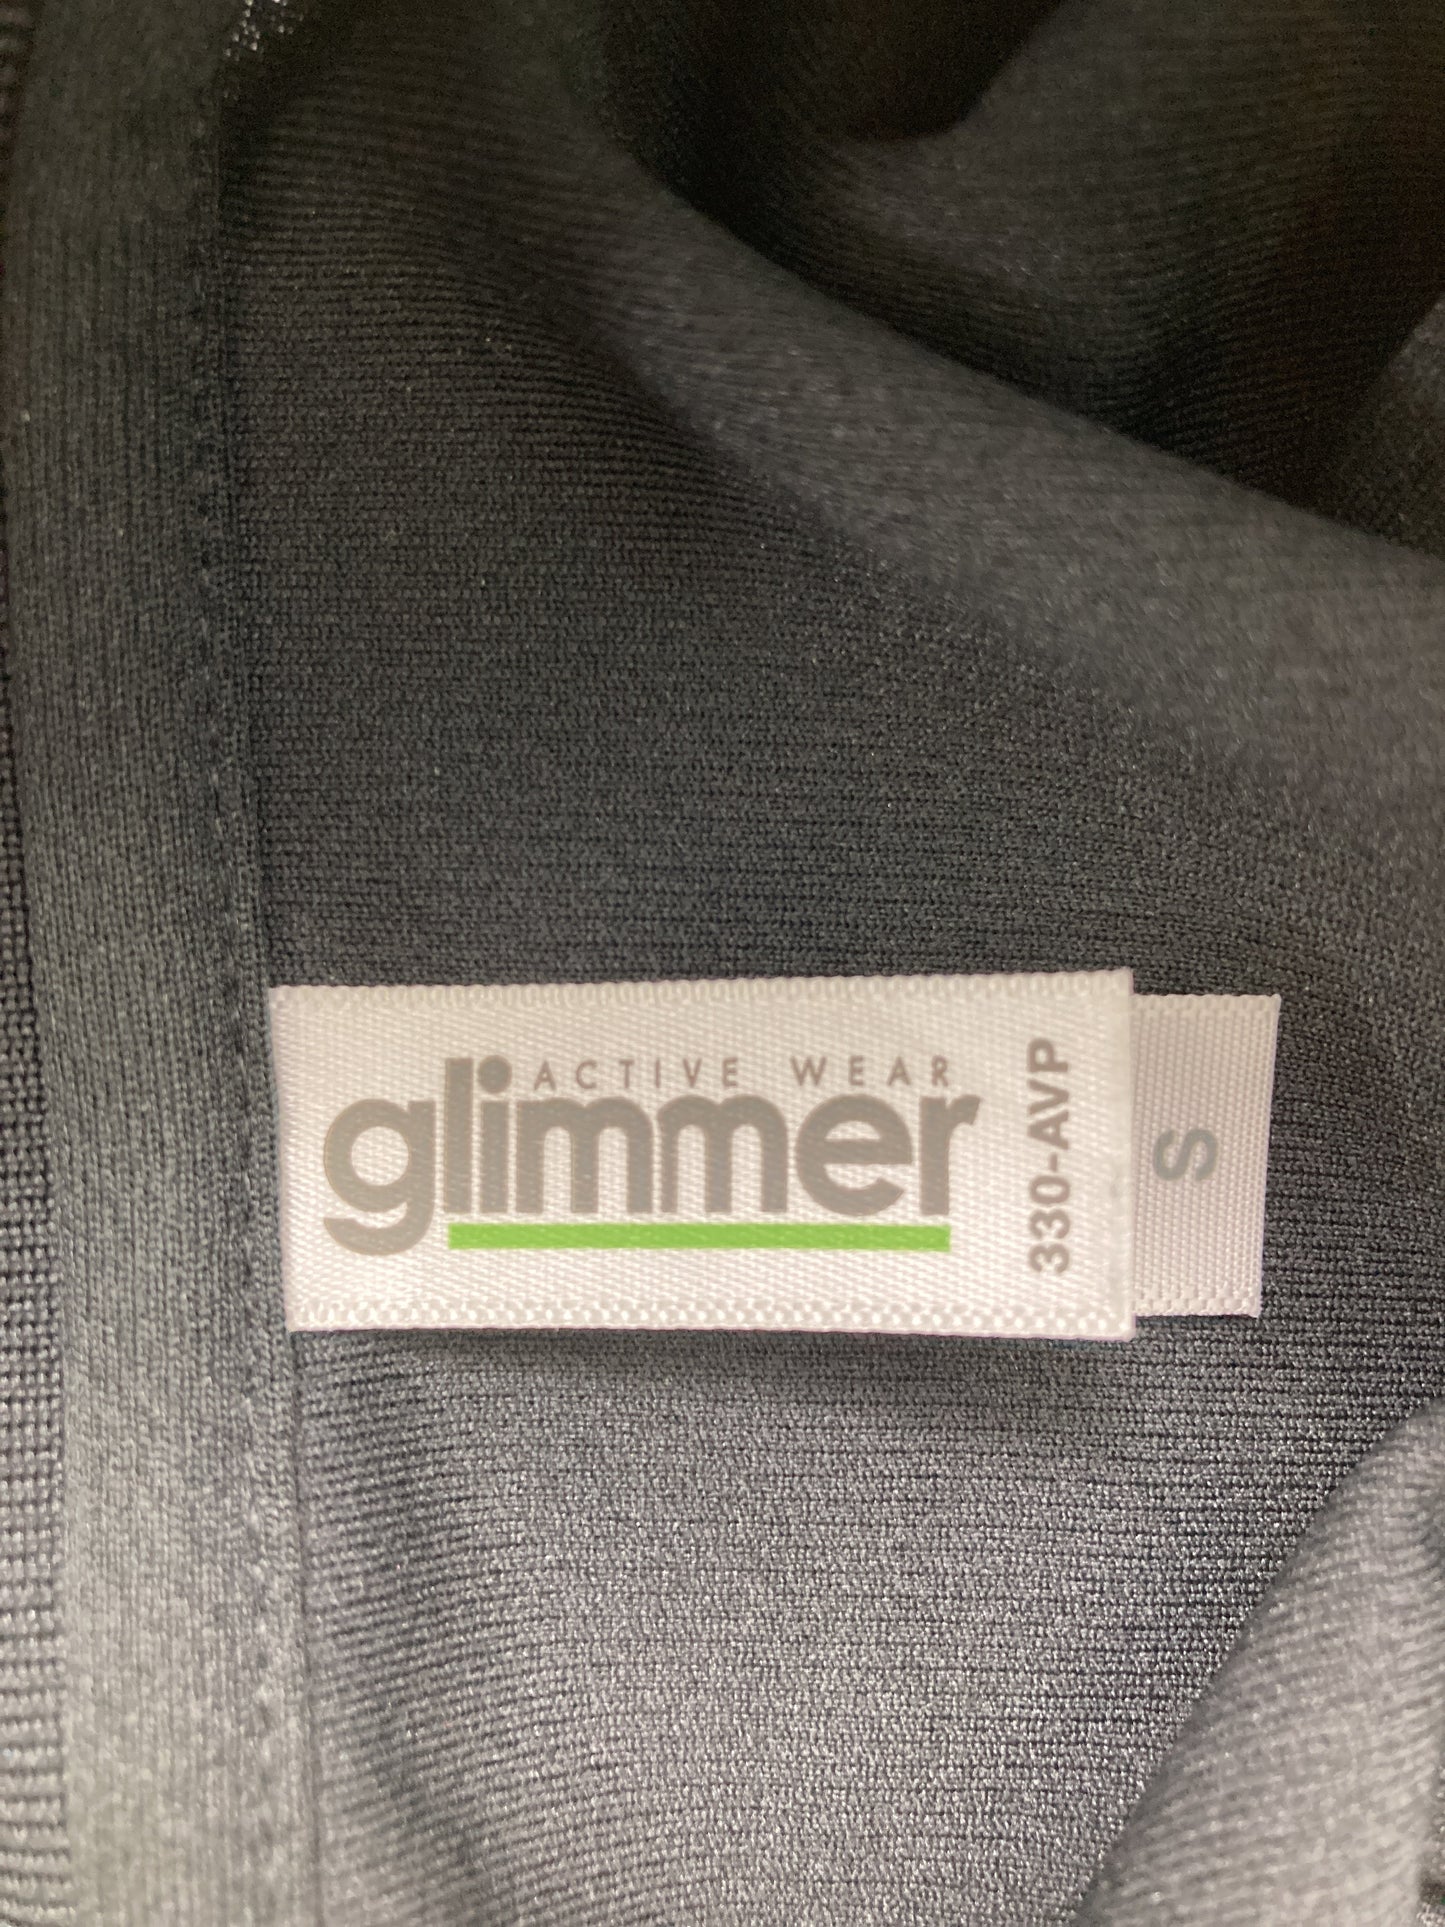 ACTIVE WEAR
glimmer
330-AVP
S